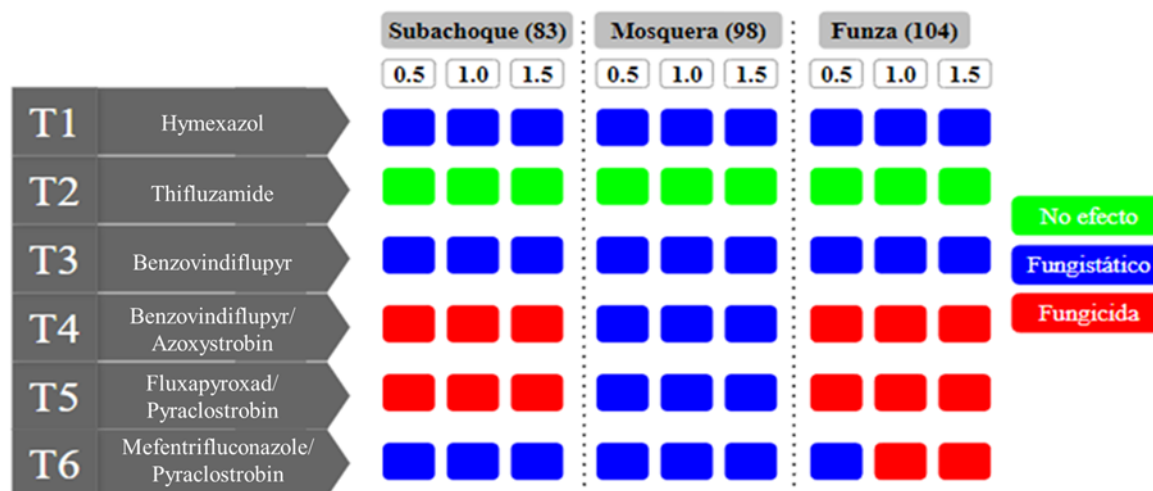 Subachoque (83) Mosquera (98) Funza (104)
0.5 1.0 1.5 0.5 1.0 1.5 0.5 1.0 1.5
T1 Hymexazol
T2 Thifluzamide
No efecto
T3 Benzovindiflupyr
Fungistático
T4 Benzovindiflupyr/
Azoxystrobin
Fungicida
T5 Fluxapyroxad/
Pyraclostrobin
T6 Mefentrifluconazole/
Pyraclostrobin